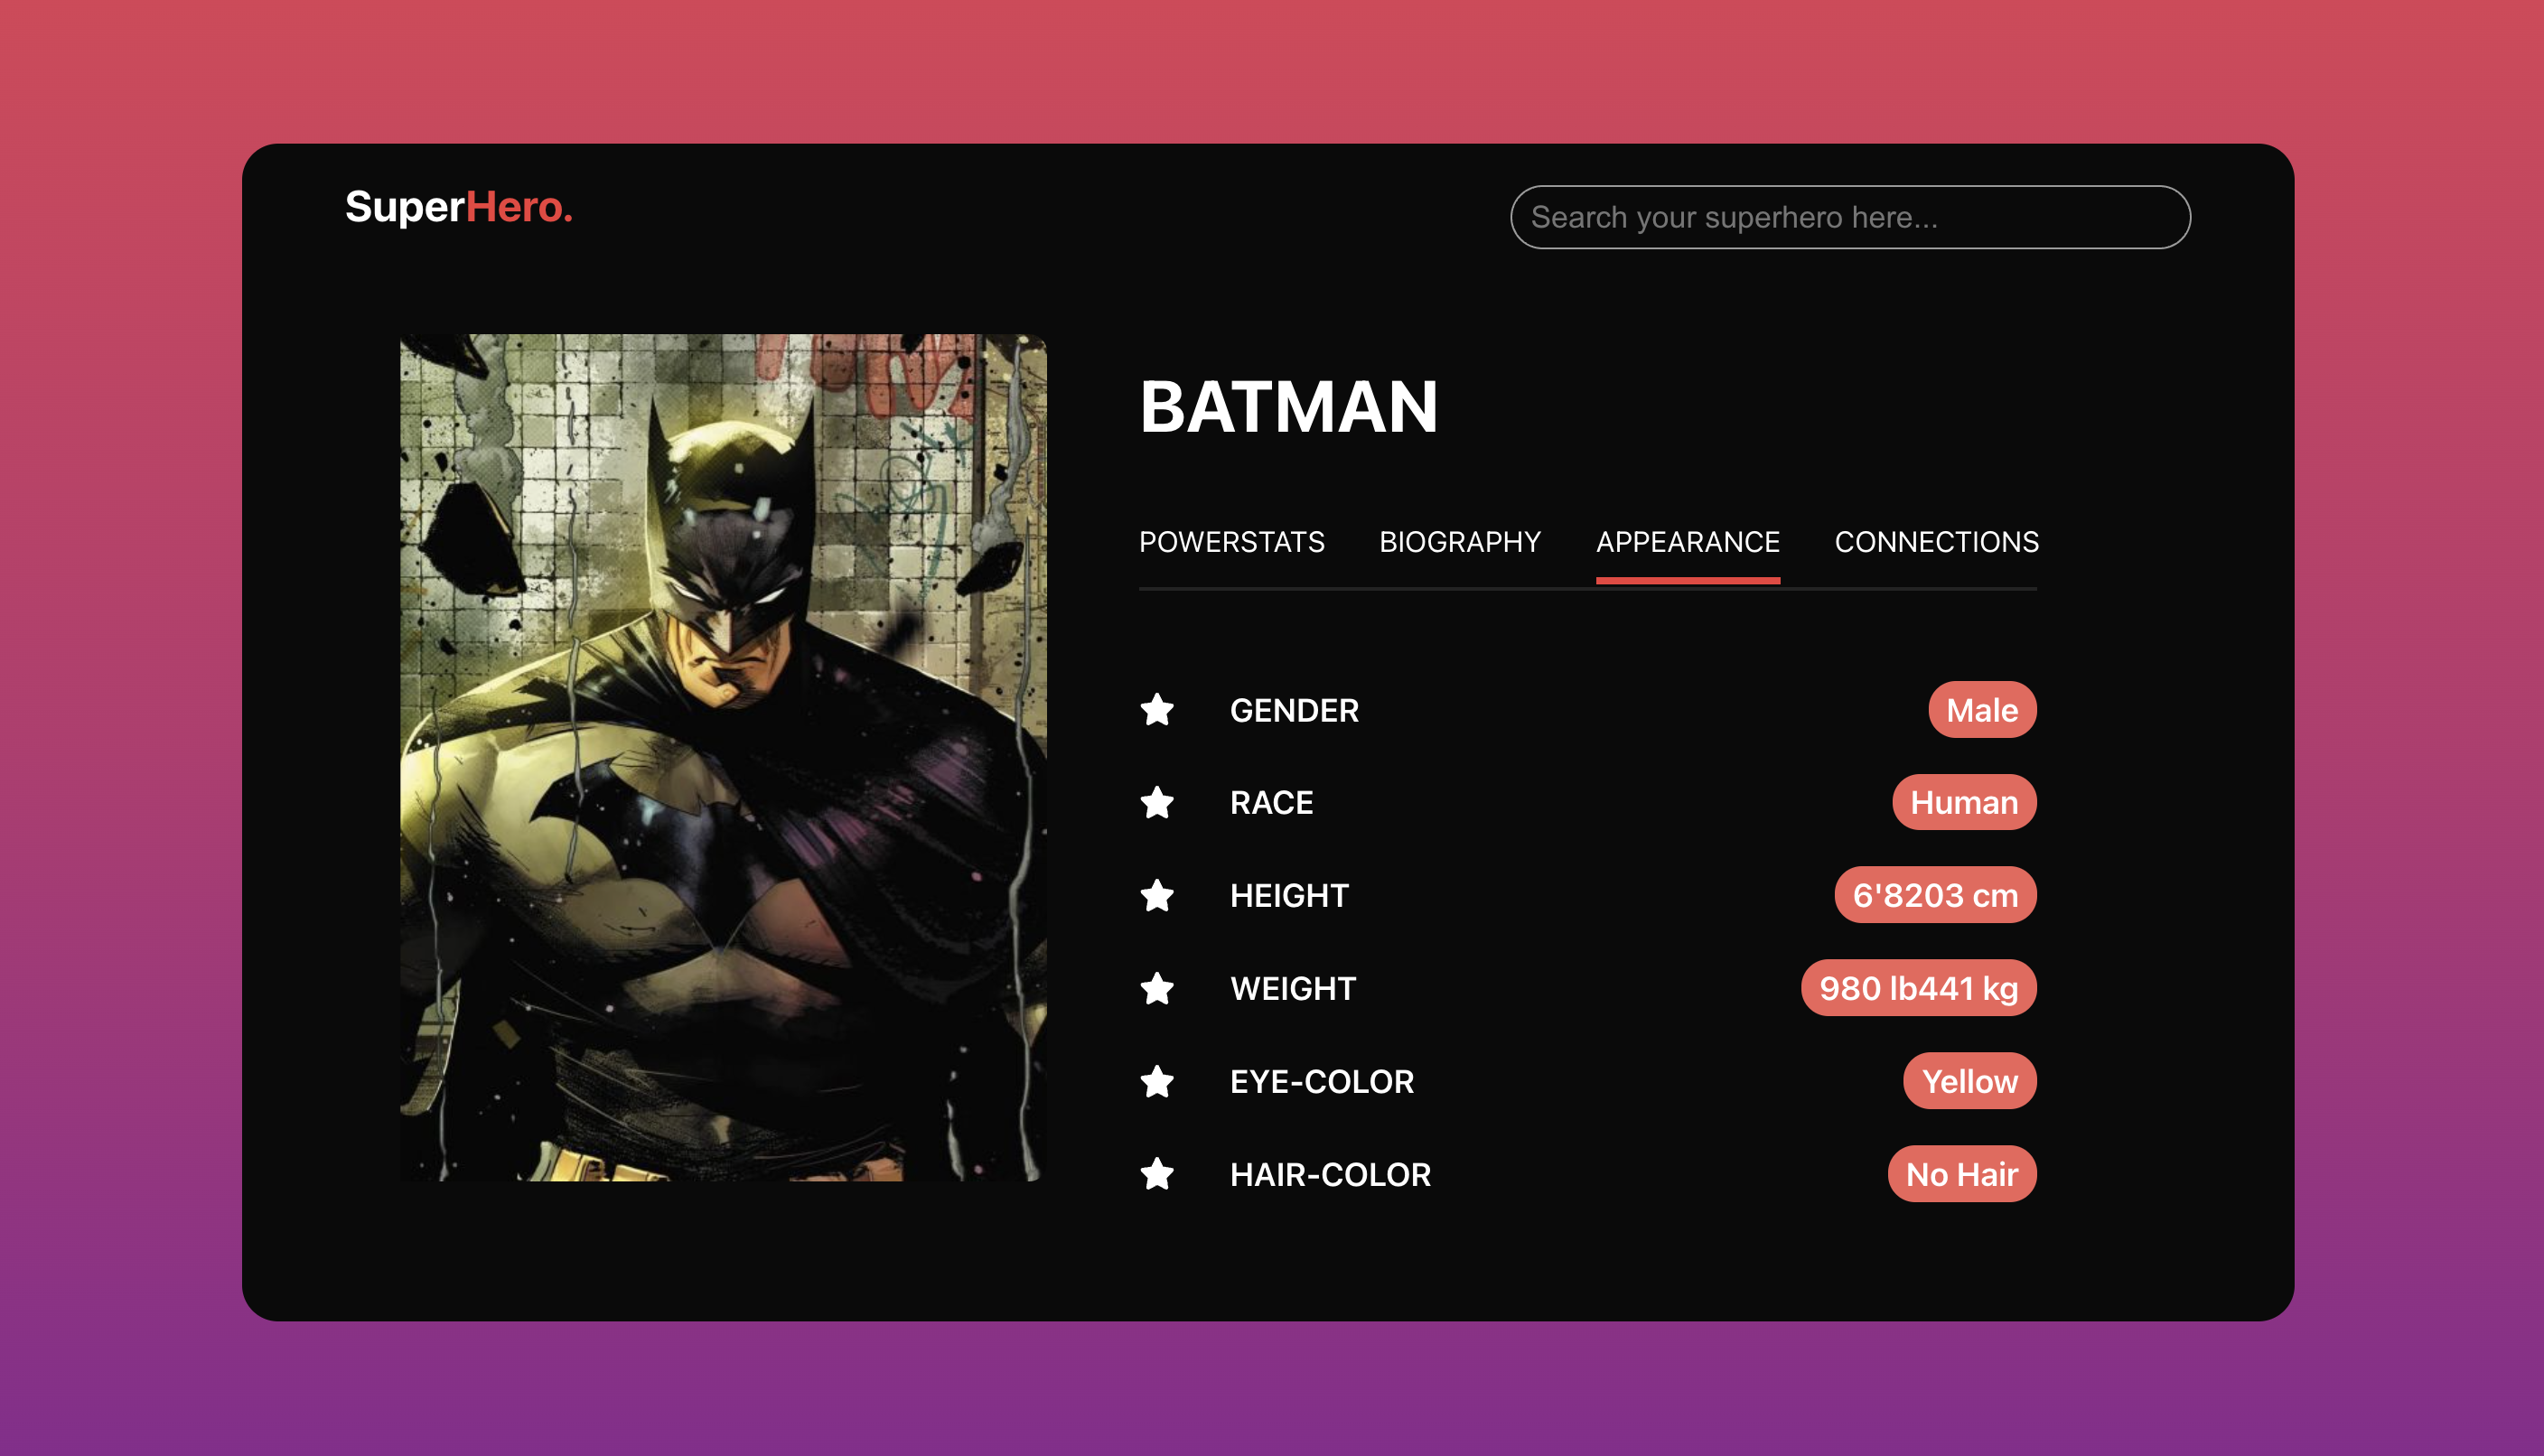 SuperHero.
Search your superhero here...
BATMAN
POWERSTATS BIOGRAPHY APPEARANCE CONNECTIONS
GENDER Male
RACE Human
HEIGHT 6'8203 cm
WEIGHT 980 lb441 kg
EYE-COLOR Yellow
HAIR-COLOR No Hair